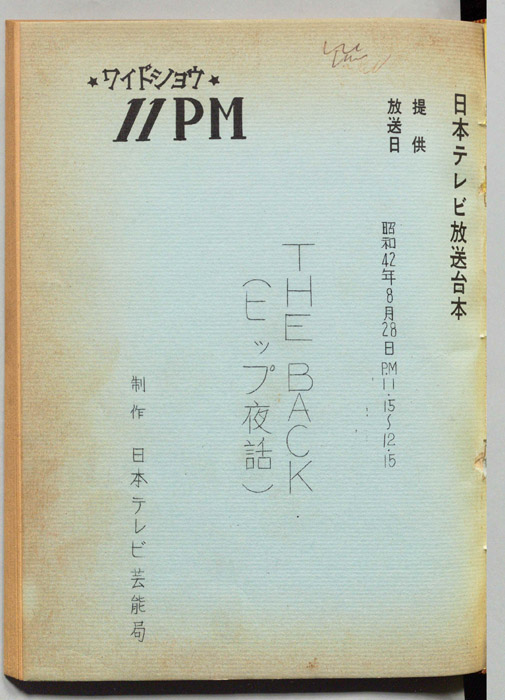 日本テレビ放送台本
提供
放送日 昭和42年8月28日 P.M 11.15~12.15
★ワイドショウ★
11PM
THE BACK
(ヒップ夜話)
制作 日本テレビ芸能局